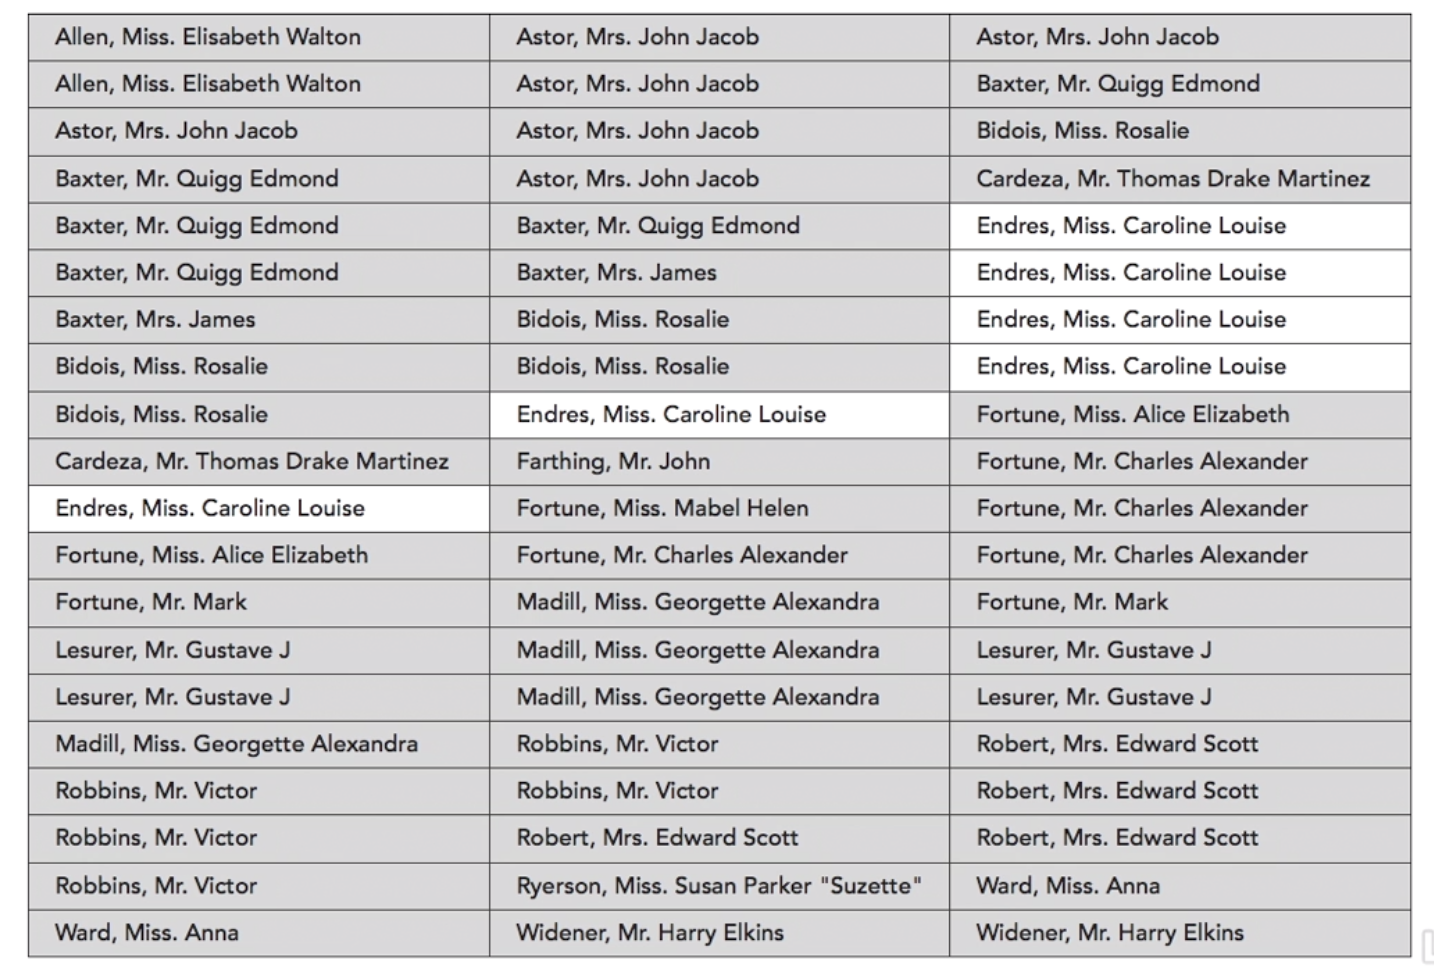 Allen, Miss. Elisabeth Walton Astor, Mrs. John Jacob Astor, Mrs. John Jacob
Allen, Miss. Elisabeth Walton Astor, Mrs. John Jacob Baxter, Mr. Quigg Edmond
Astor, Mrs. John Jacob Astor, Mrs. John Jacob Bidois, Miss. Rosalie
Baxter, Mr. Quigg Edmond Astor, Mrs. John Jacob Cardeza, Mr. Thomas Drake Martinez
Baxter, Mr. Quigg Edmond Baxter, Mr. Quigg Edmond Endres, Miss. Caroline Louise
Baxter, Mr. Quigg Edmond Baxter, Mrs. James Endres, Miss. Caroline Louise
Baxter, Mrs. James Bidois, Miss. Rosalie Endres, Miss. Caroline Louise
Bidois, Miss. Rosalie Bidois, Miss. Rosalie Endres, Miss. Caroline Louise
Bidois, Miss. Rosalie Endres, Miss. Caroline Louise Fortune, Miss. Alice Elizabeth
Cardeza, Mr. Thomas Drake Martinez Farthing, Mr. John Fortune, Mr. Charles Alexander
Endres, Miss. Caroline Louise Fortune, Miss. Mabel Helen Fortune, Mr. Charles Alexander
Fortune, Miss. Alice Elizabeth Fortune, Mr. Charles Alexander Fortune, Mr. Charles Alexander
Fortune, Mr. Mark Madill, Miss. Georgette Alexandra Fortune, Mr. Mark
Lesurer, Mr. Gustave J Madill, Miss. Georgette Alexandra Lesurer, Mr. Gustave J
Lesurer, Mr. Gustave J Madill, Miss. Georgette Alexandra Lesurer, Mr. Gustave J
Madill, Miss. Georgette Alexandra Robbins, Mr. Victor Robert, Mrs. Edward Scott
Robbins, Mr. Victor Robbins, Mr. Victor Robert, Mrs. Edward Scott
Robbins, Mr. Victor Robert, Mrs. Edward Scott Robert, Mrs. Edward Scott
Robbins, Mr. Victor Ryerson, Miss. Susan Parker "Suzette" Ward, Miss. Anna
Ward, Miss. Anna Widener, Mr. Harry Elkins Widener, Mr. Harry Elkins